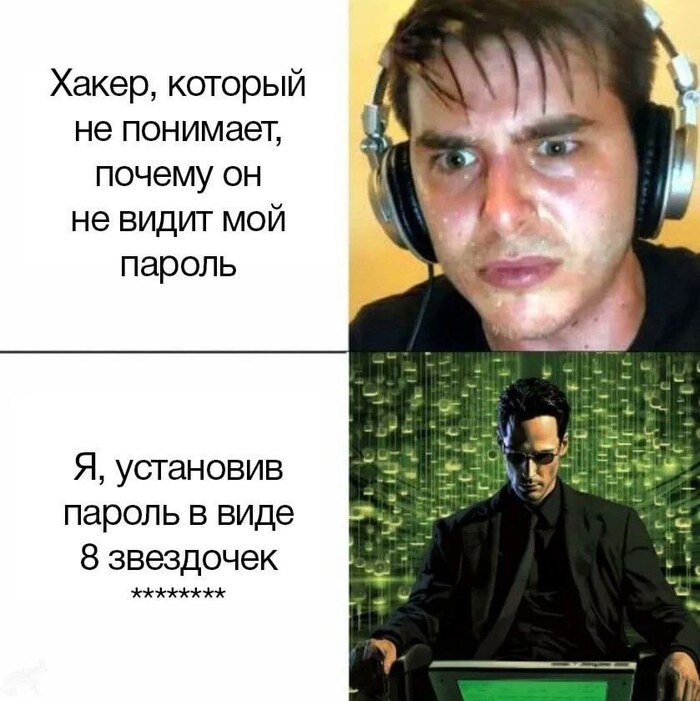 Хакер, который
не понимает,
почему он
не видит мой
пароль
Я, установив
пароль в виде
8 звездочек
********